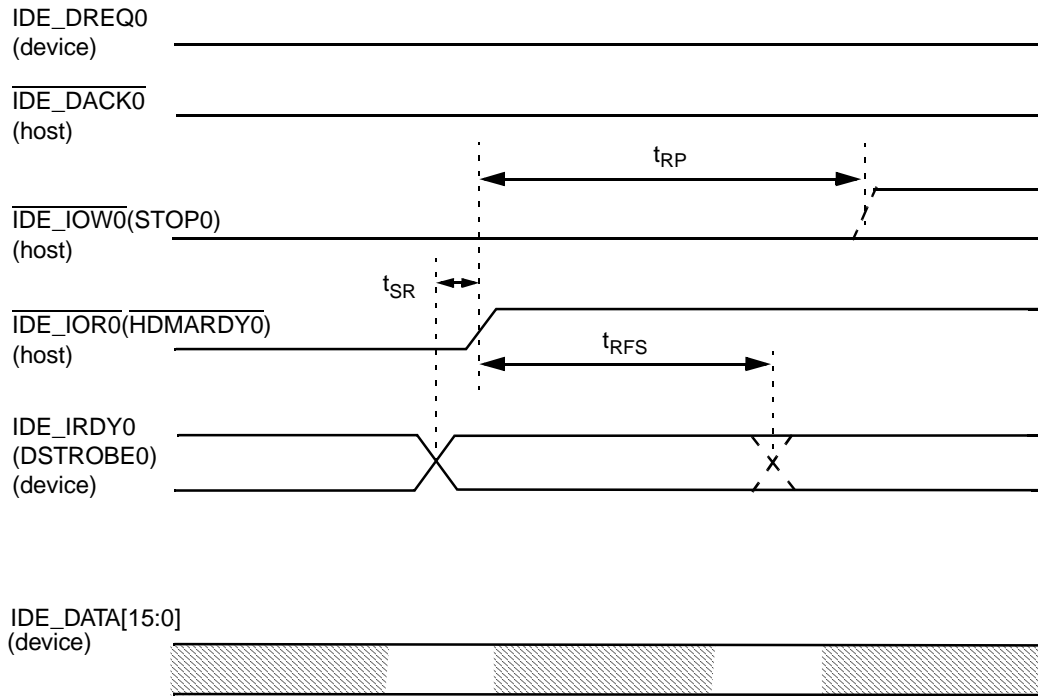 IDE_DREQ0
(device)
IDE_DACK0
(host)
tRP
IDE_IOW0(STOP0)
(host)
tSR
IDE_IOR0(HDMARDY0)
(host)
tRFS
IDE_IRDY0
(DSTROBE0)
(device)
IDE_DATA[15:0]
(device)